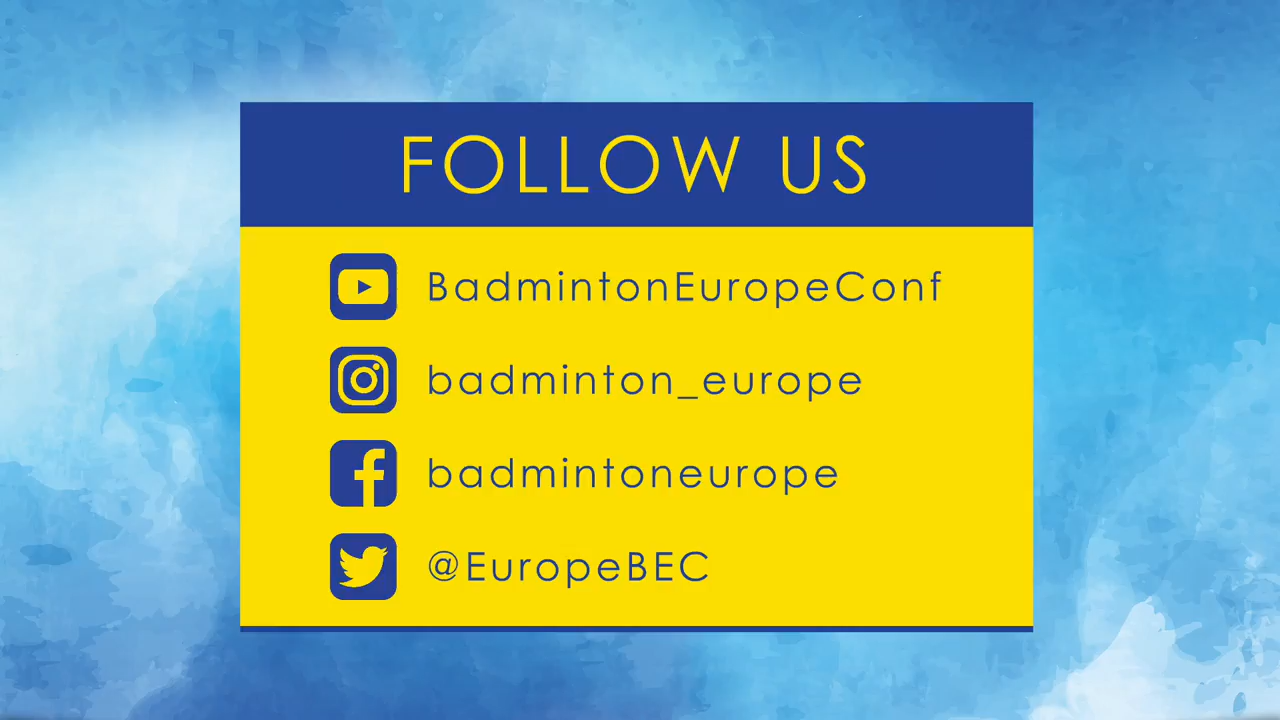 FOLLOW US
BadmintonEuropeConf
badminton_europe
badmintoneurope
@EuropeBEC